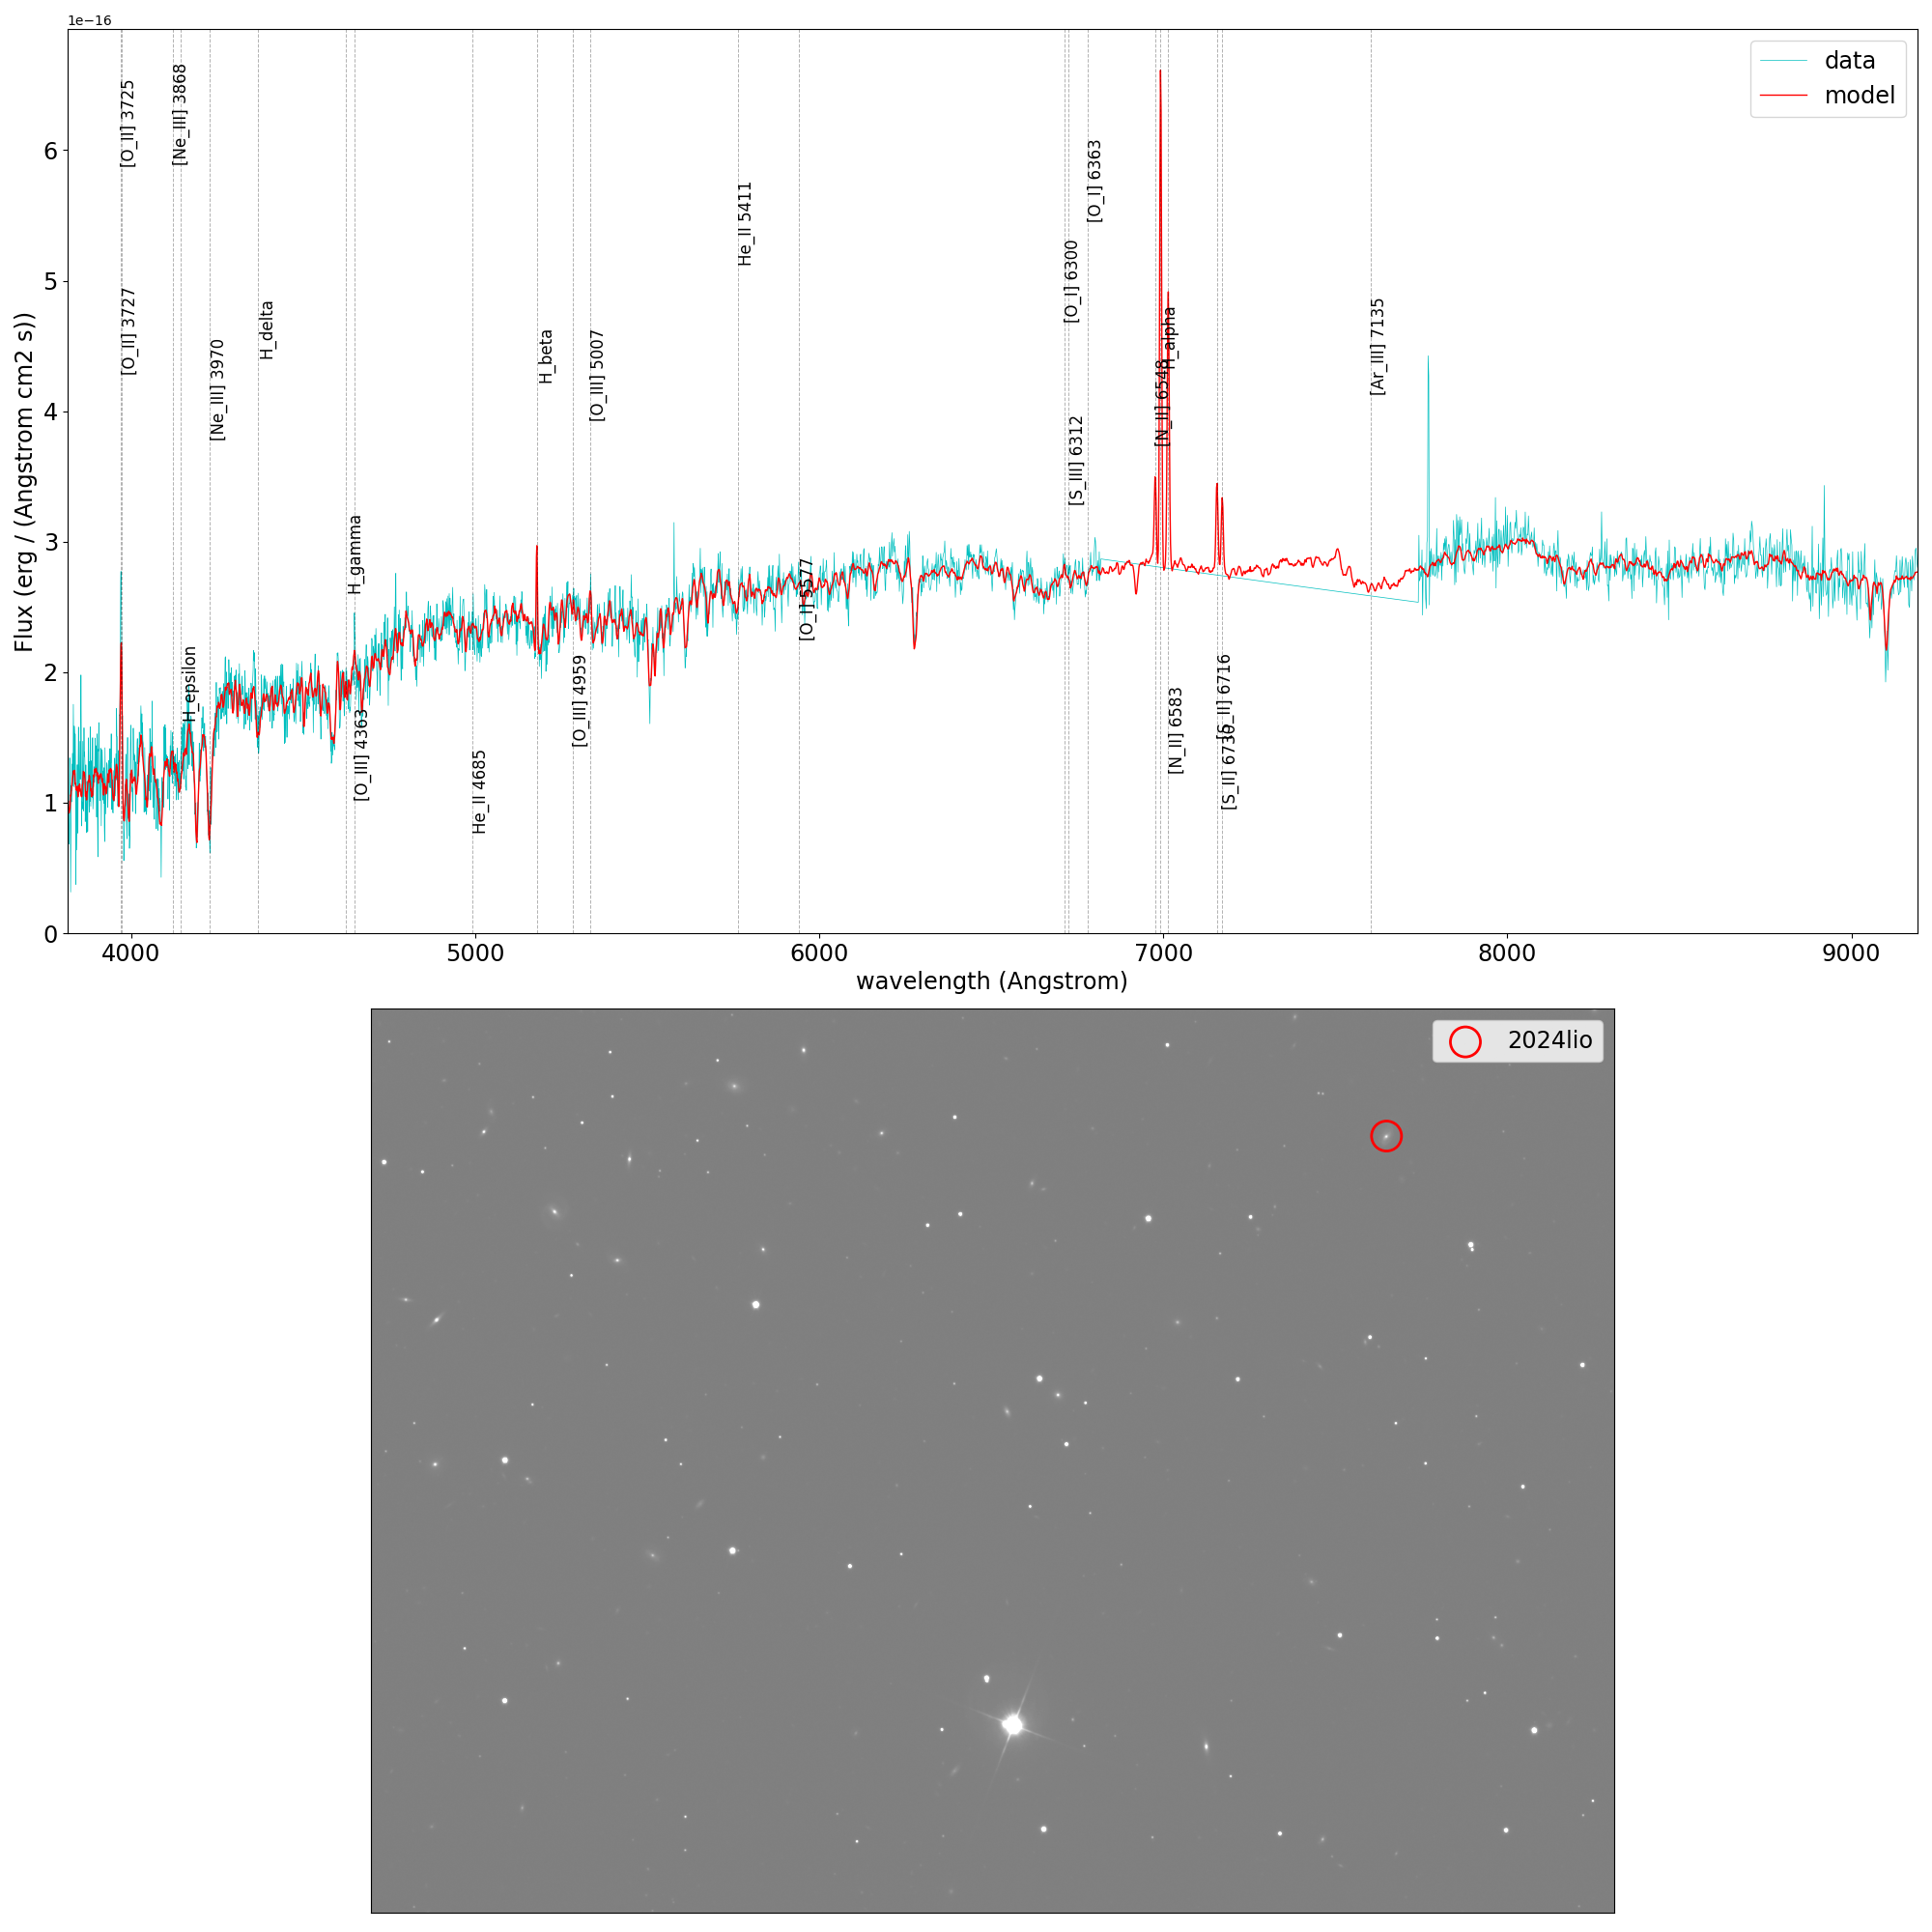 1e−16
data
model
[O_II] 3725
[Ne_III] 3868
[O_I] 6363
He_II 5411
[O_I] 6300
[O_II] 3727
H_delta
[Ar_III] 7135
H_alpha
[Ne_III] 3970
H_beta
[O_III] 5007
[N_II] 6548
[S_III] 6312
H_gamma
[O_I] 5577
H_epsilon
[O_III] 4959
[S_II] 6716
[N_II] 6583
[O_III] 4363
[S_II] 6730
He_II 4685
Flux (erg / (Angstrom cm2 s))
6
5
4
3
2
1
0
4000 5000 6000 7000 8000 9000
wavelength (Angstrom)
2024lio